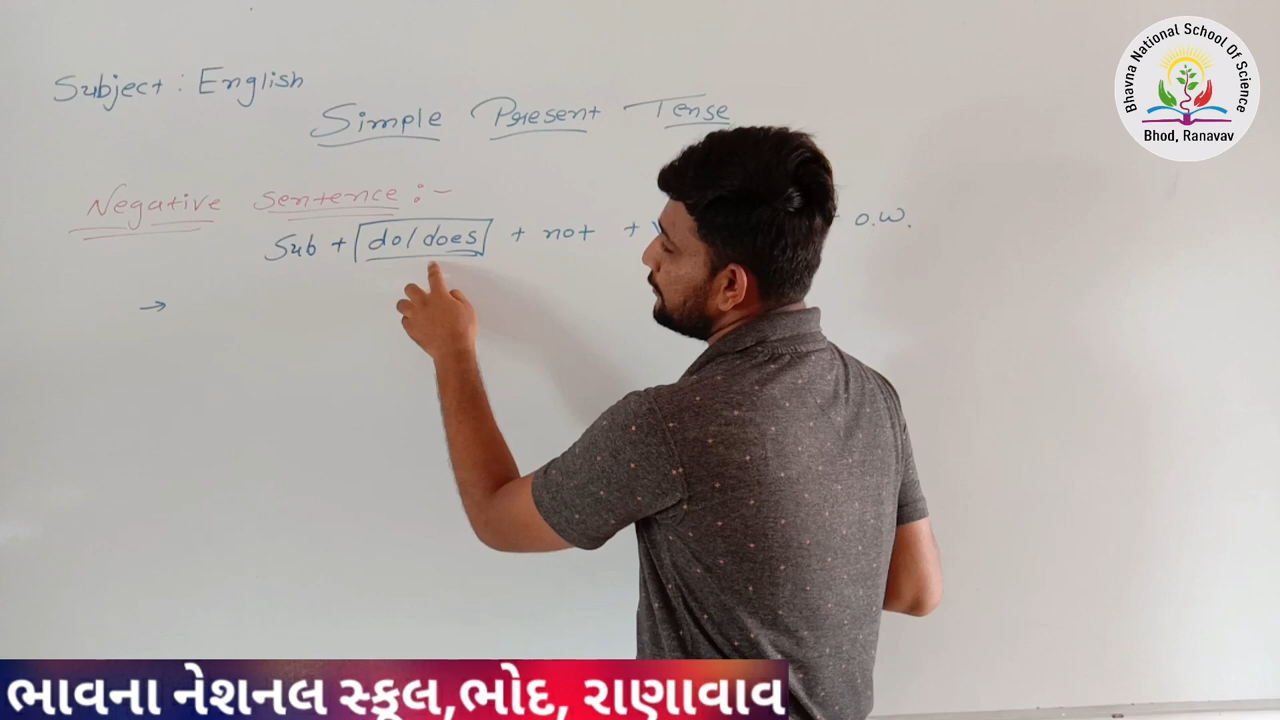 Subject : English
Simple Present Tense
Negative Sentence :-
Sub + do/does + not + O.W.
→
Bhavna National School Of Science
Bhod, Ranavav
ભાવના નેશનલ સ્કૂલ,ભોદ, રાણાવાવ